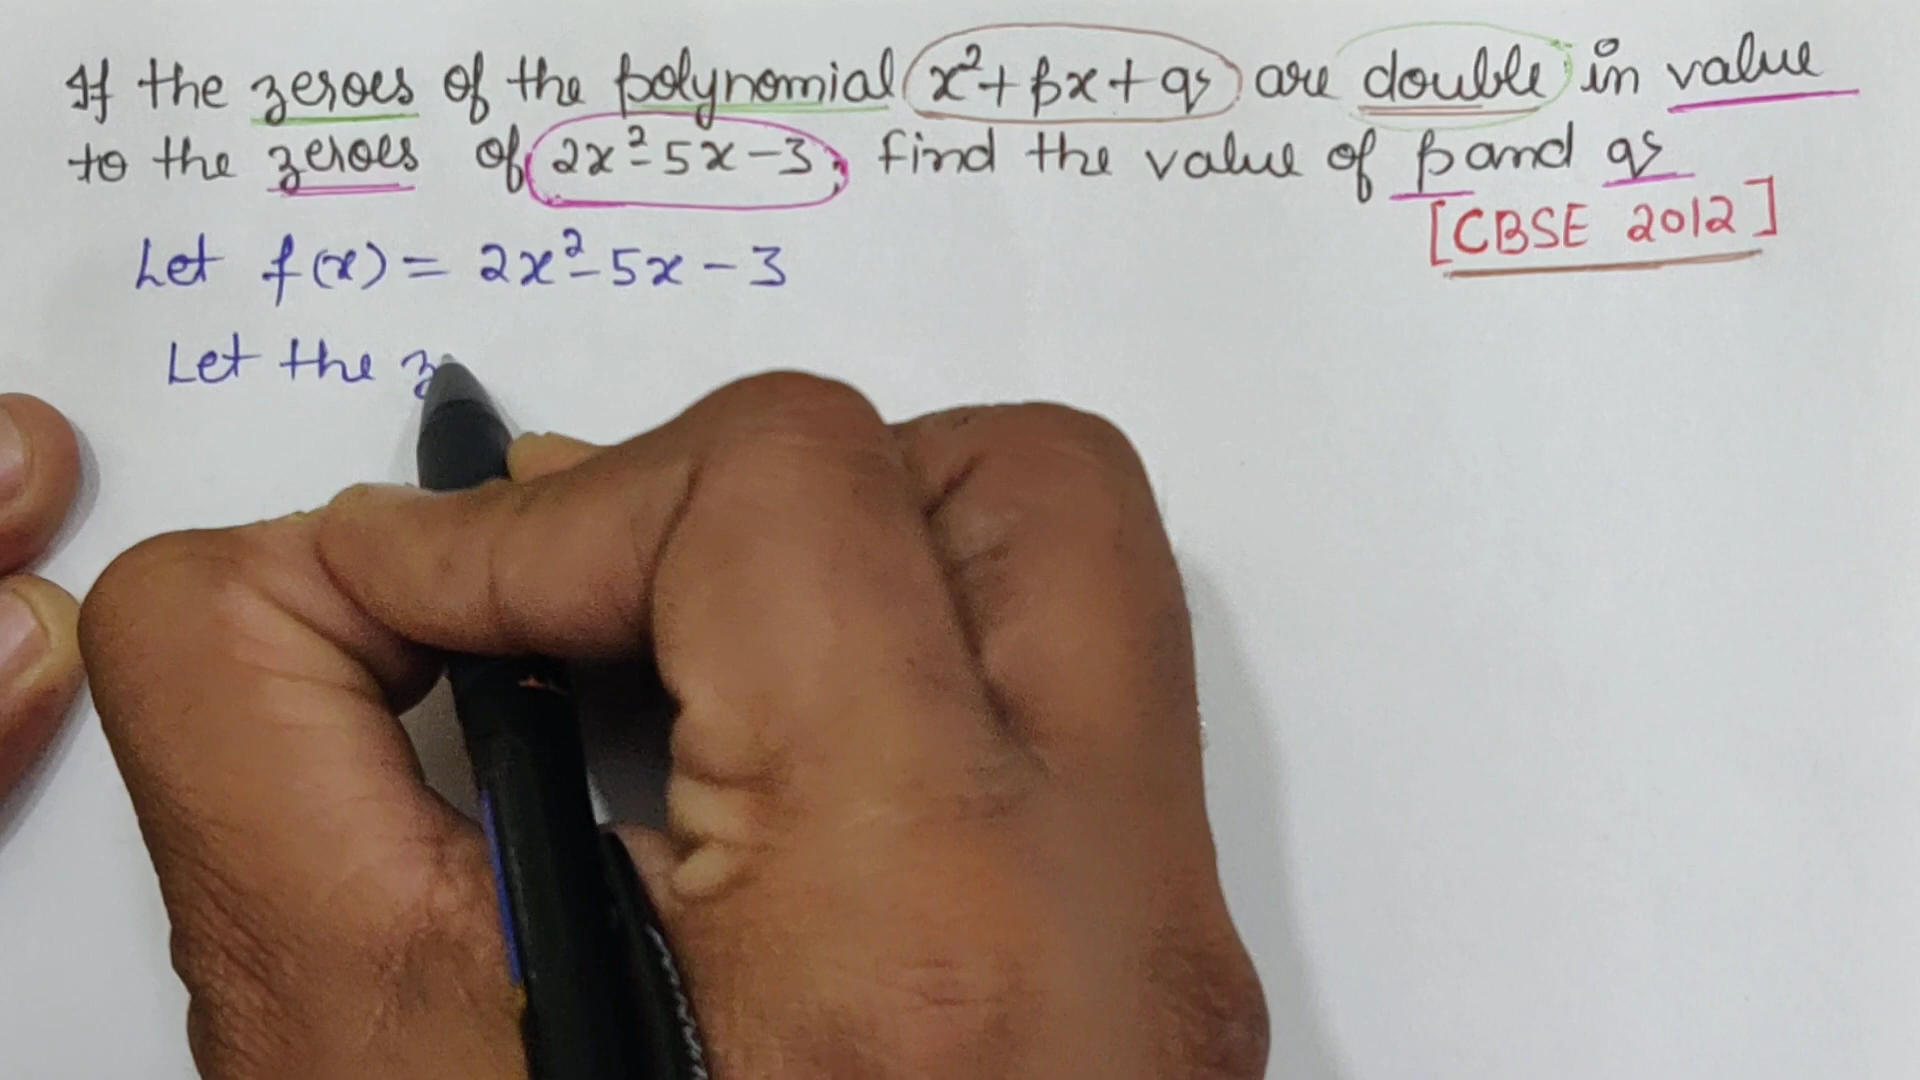 If the zeroes of the polynomial x²+px+q are double in value
to the zeroes of 2x²-5x-3, find the value of p and q
[CBSE 2012]
Let f(x) = 2x²-5x-3
Let the